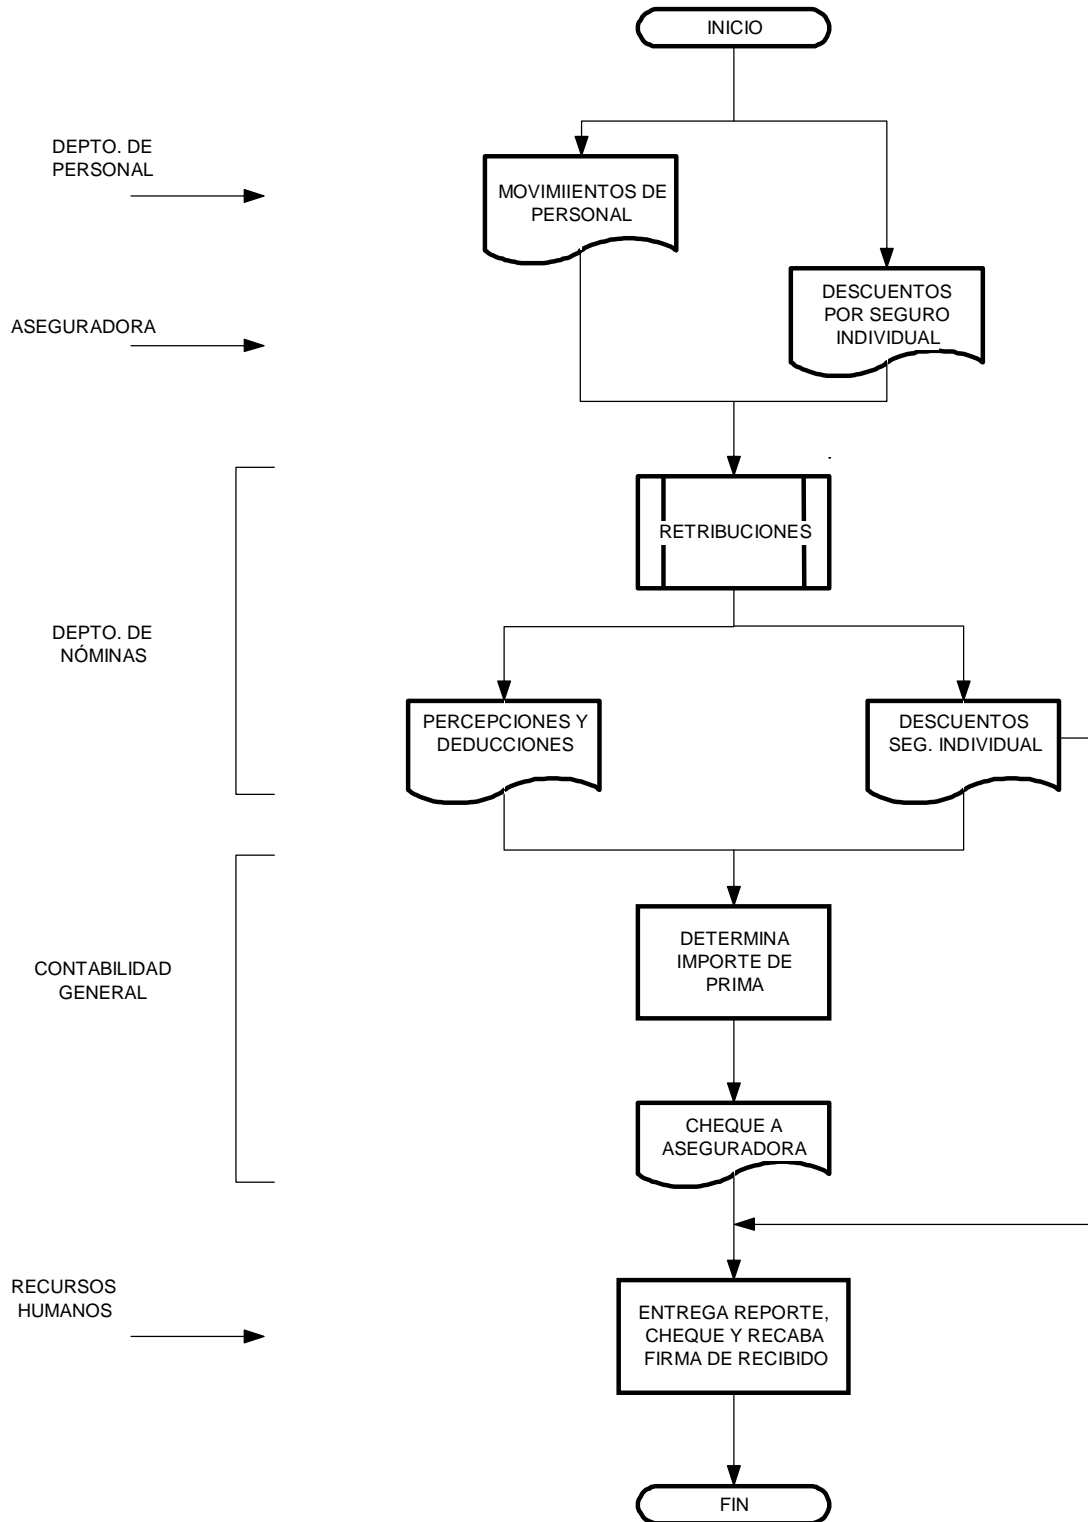 INICIO
DEPTO. DE
PERSONAL
MOVIMIIENTOS DE
PERSONAL
DESCUENTOS
POR SEGURO
INDIVIDUAL
ASEGURADORA
RETRIBUCIONES
DEPTO. DE
NÓMINAS
PERCEPCIONES Y
DEDUCCIONES
DESCUENTOS
SEG. INDIVIDUAL
DETERMINA
IMPORTE DE
PRIMA
CONTABILIDAD
GENERAL
CHEQUE A
ASEGURADORA
RECURSOS
HUMANOS
ENTREGA REPORTE,
CHEQUE Y RECABA
FIRMA DE RECIBIDO
FIN